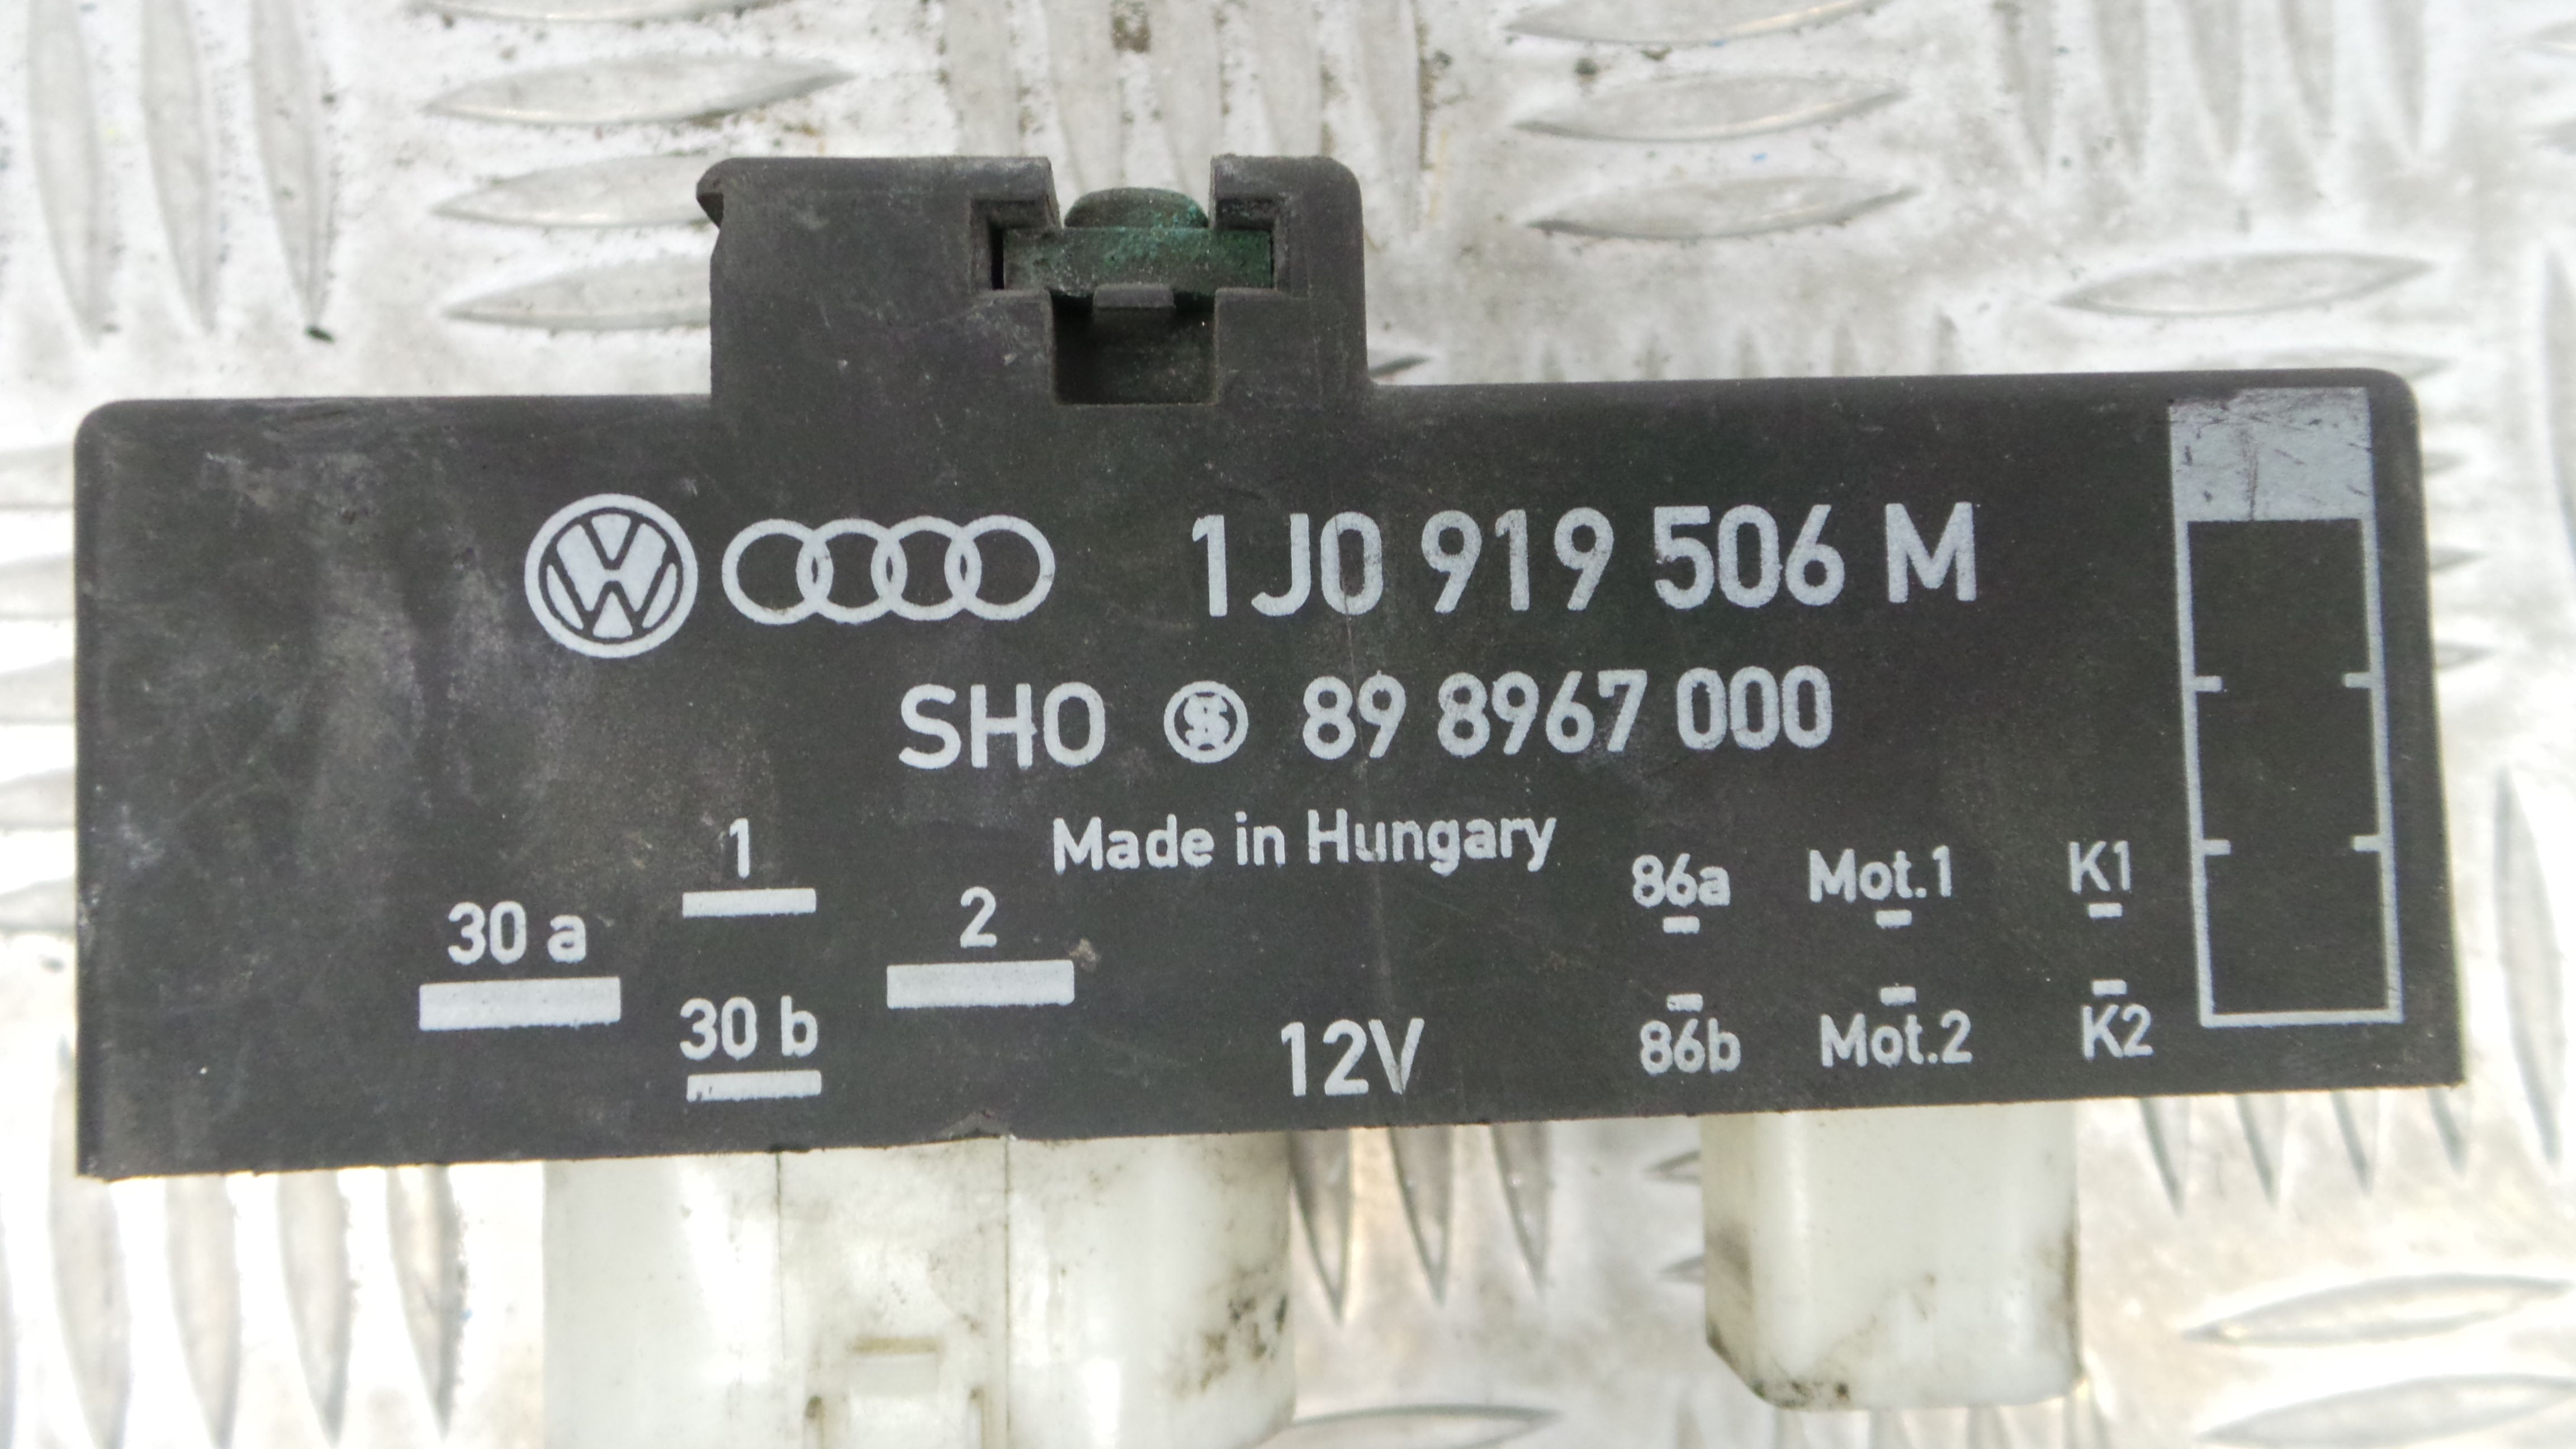 1J0 919 506 M
SHO 89 8967 000
Made in Hungary
1
30 a
2
30 b
12V
86a Mot.1 K1
86b Mot.2 K2